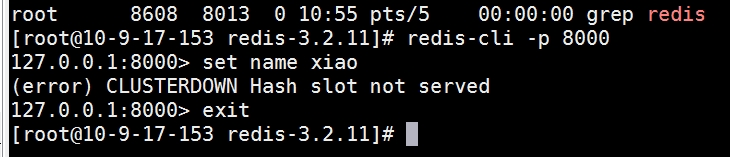 root      8608  8013  0 10:55 pts/5    00:00:00 grep redis
[root@10-9-17-153 redis-3.2.11]# redis-cli -p 8000
127.0.0.1:8000> set name xiao
(error) CLUSTERDOWN Hash slot not served
127.0.0.1:8000> exit
[root@10-9-17-153 redis-3.2.11]#